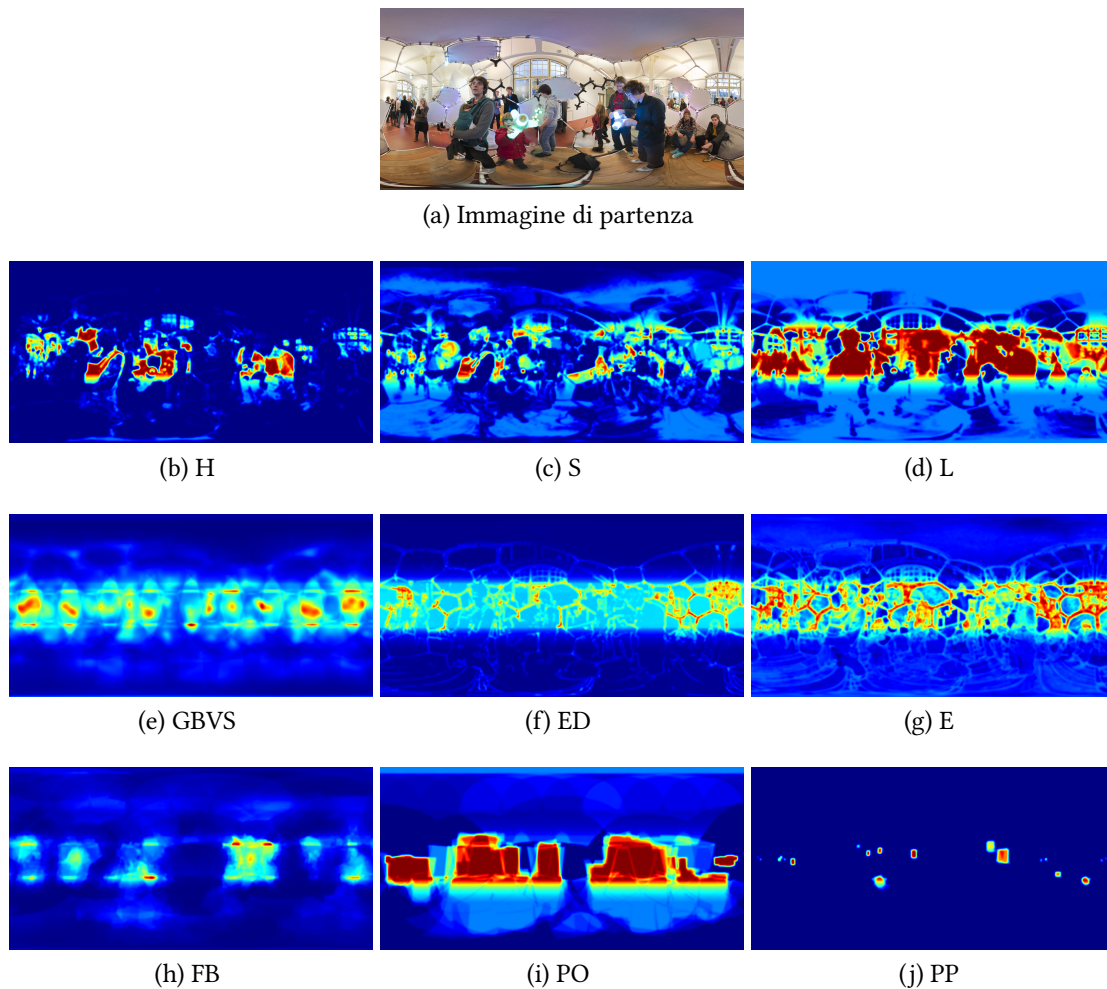 (a) Immagine di partenza
(b) H
(c) S
(d) L
(e) GBVS
(f) ED
(g) E
(h) FB
(i) PO
(j) PP